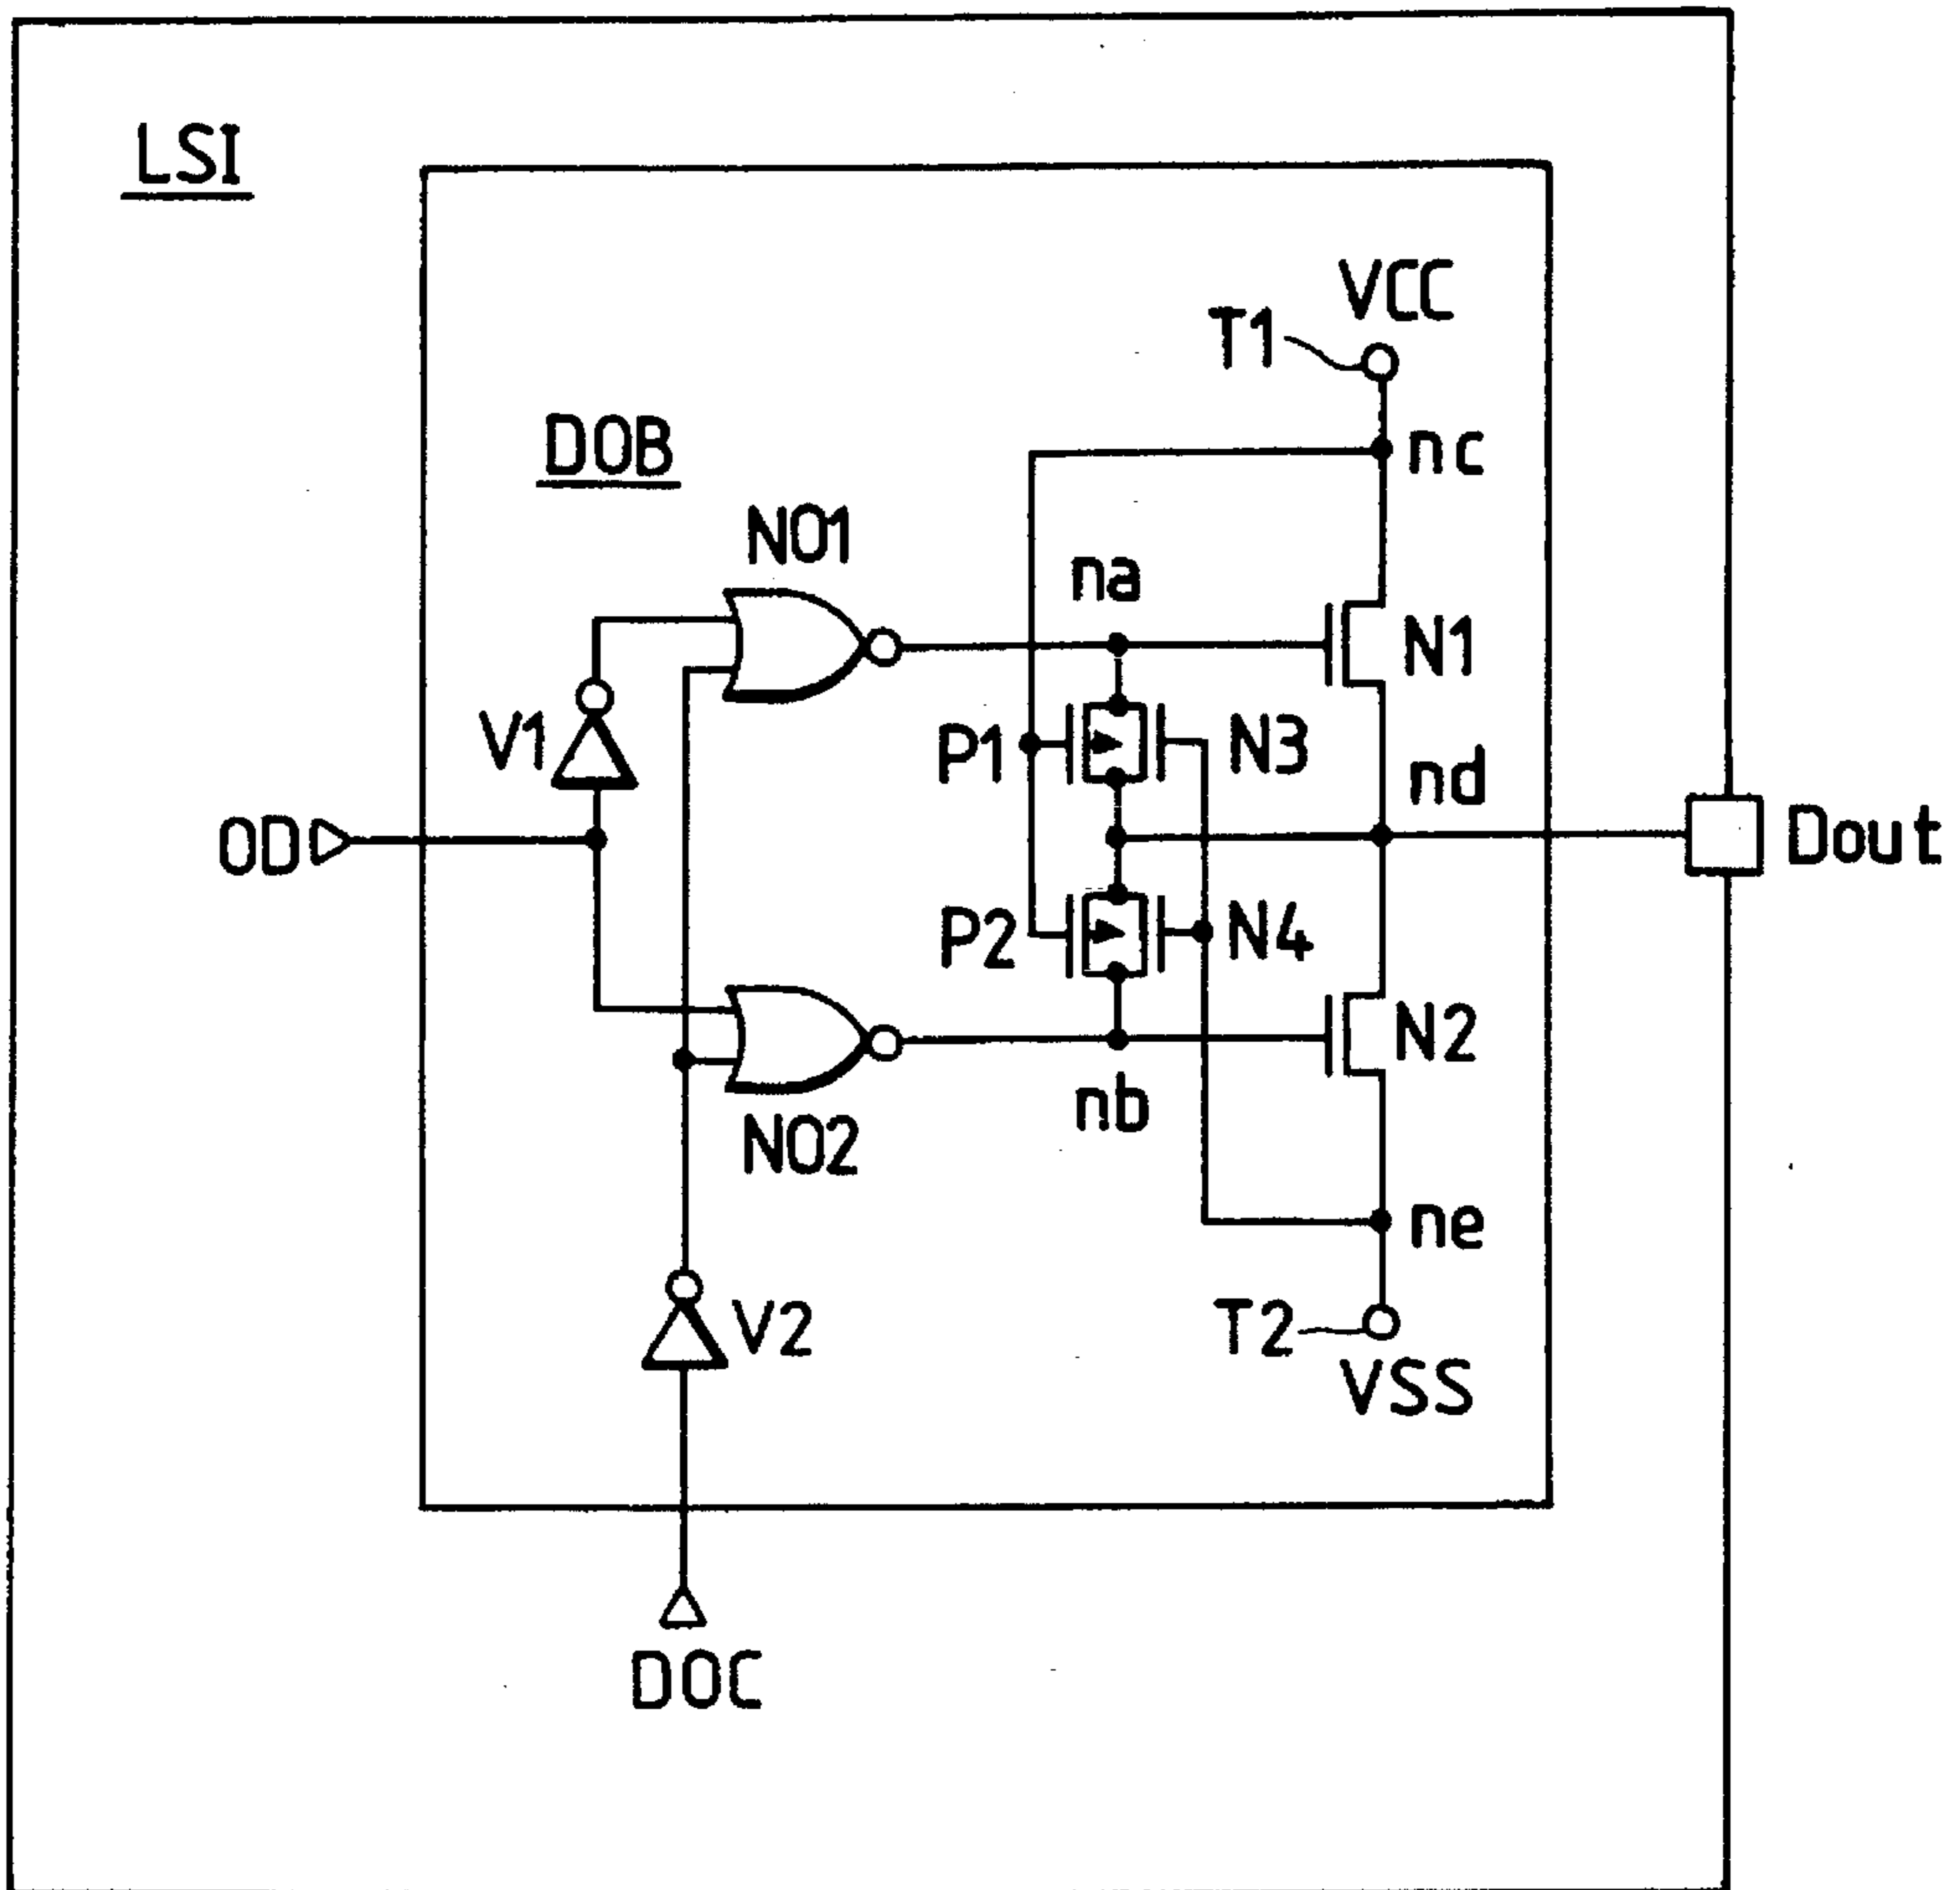 LSI
VCC
T1
DOB
nc
NO1
na
N1
V1
P1
N3
nd
OD
Dout
P2
N4
N2
nb
NO2
ne
V2
T2
VSS
DOC